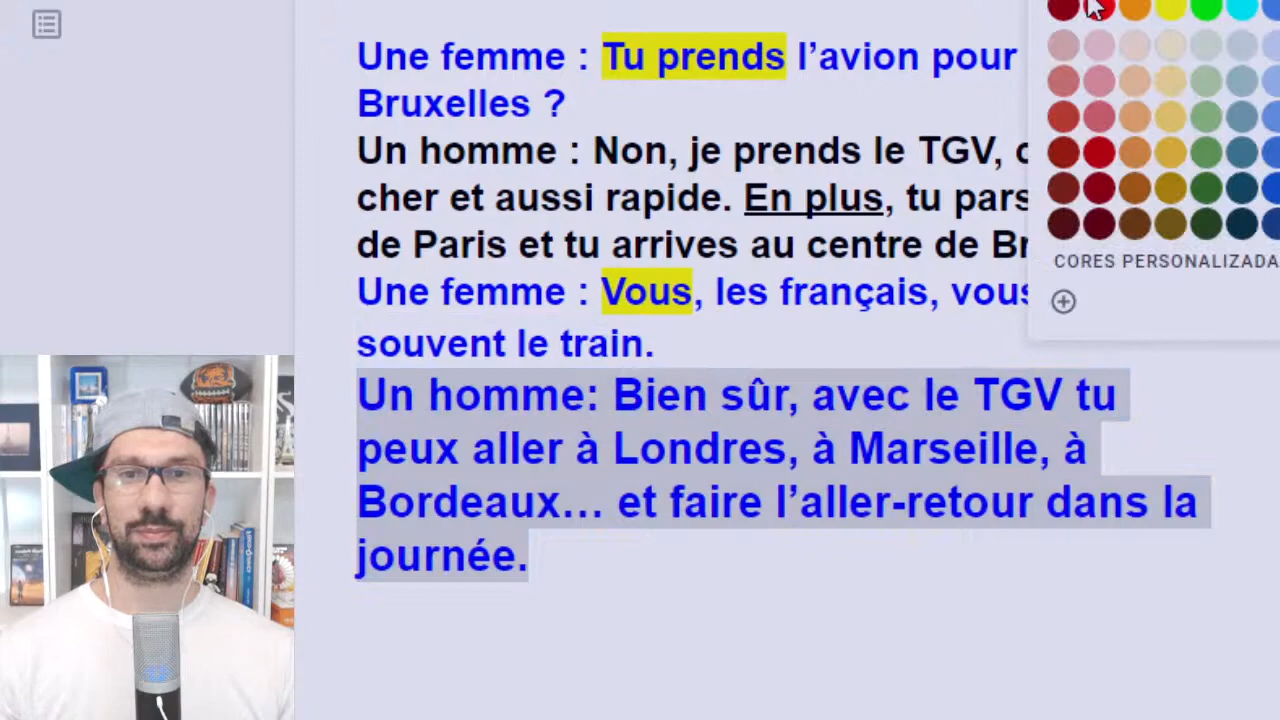 Une femme : Tu prends l’avion pour
Bruxelles ?
Un homme : Non, je prends le TGV,
cher et aussi rapide. En plus, tu pars
de Paris et tu arrives au centre de
Une femme : Vous, les français, vous
souvent le train.
Un homme: Bien sûr, avec le TGV tu
peux aller à Londres, à Marseille, à
Bordeaux… et faire l’aller-retour dans la
journée.
CORES PERSONALIZADA